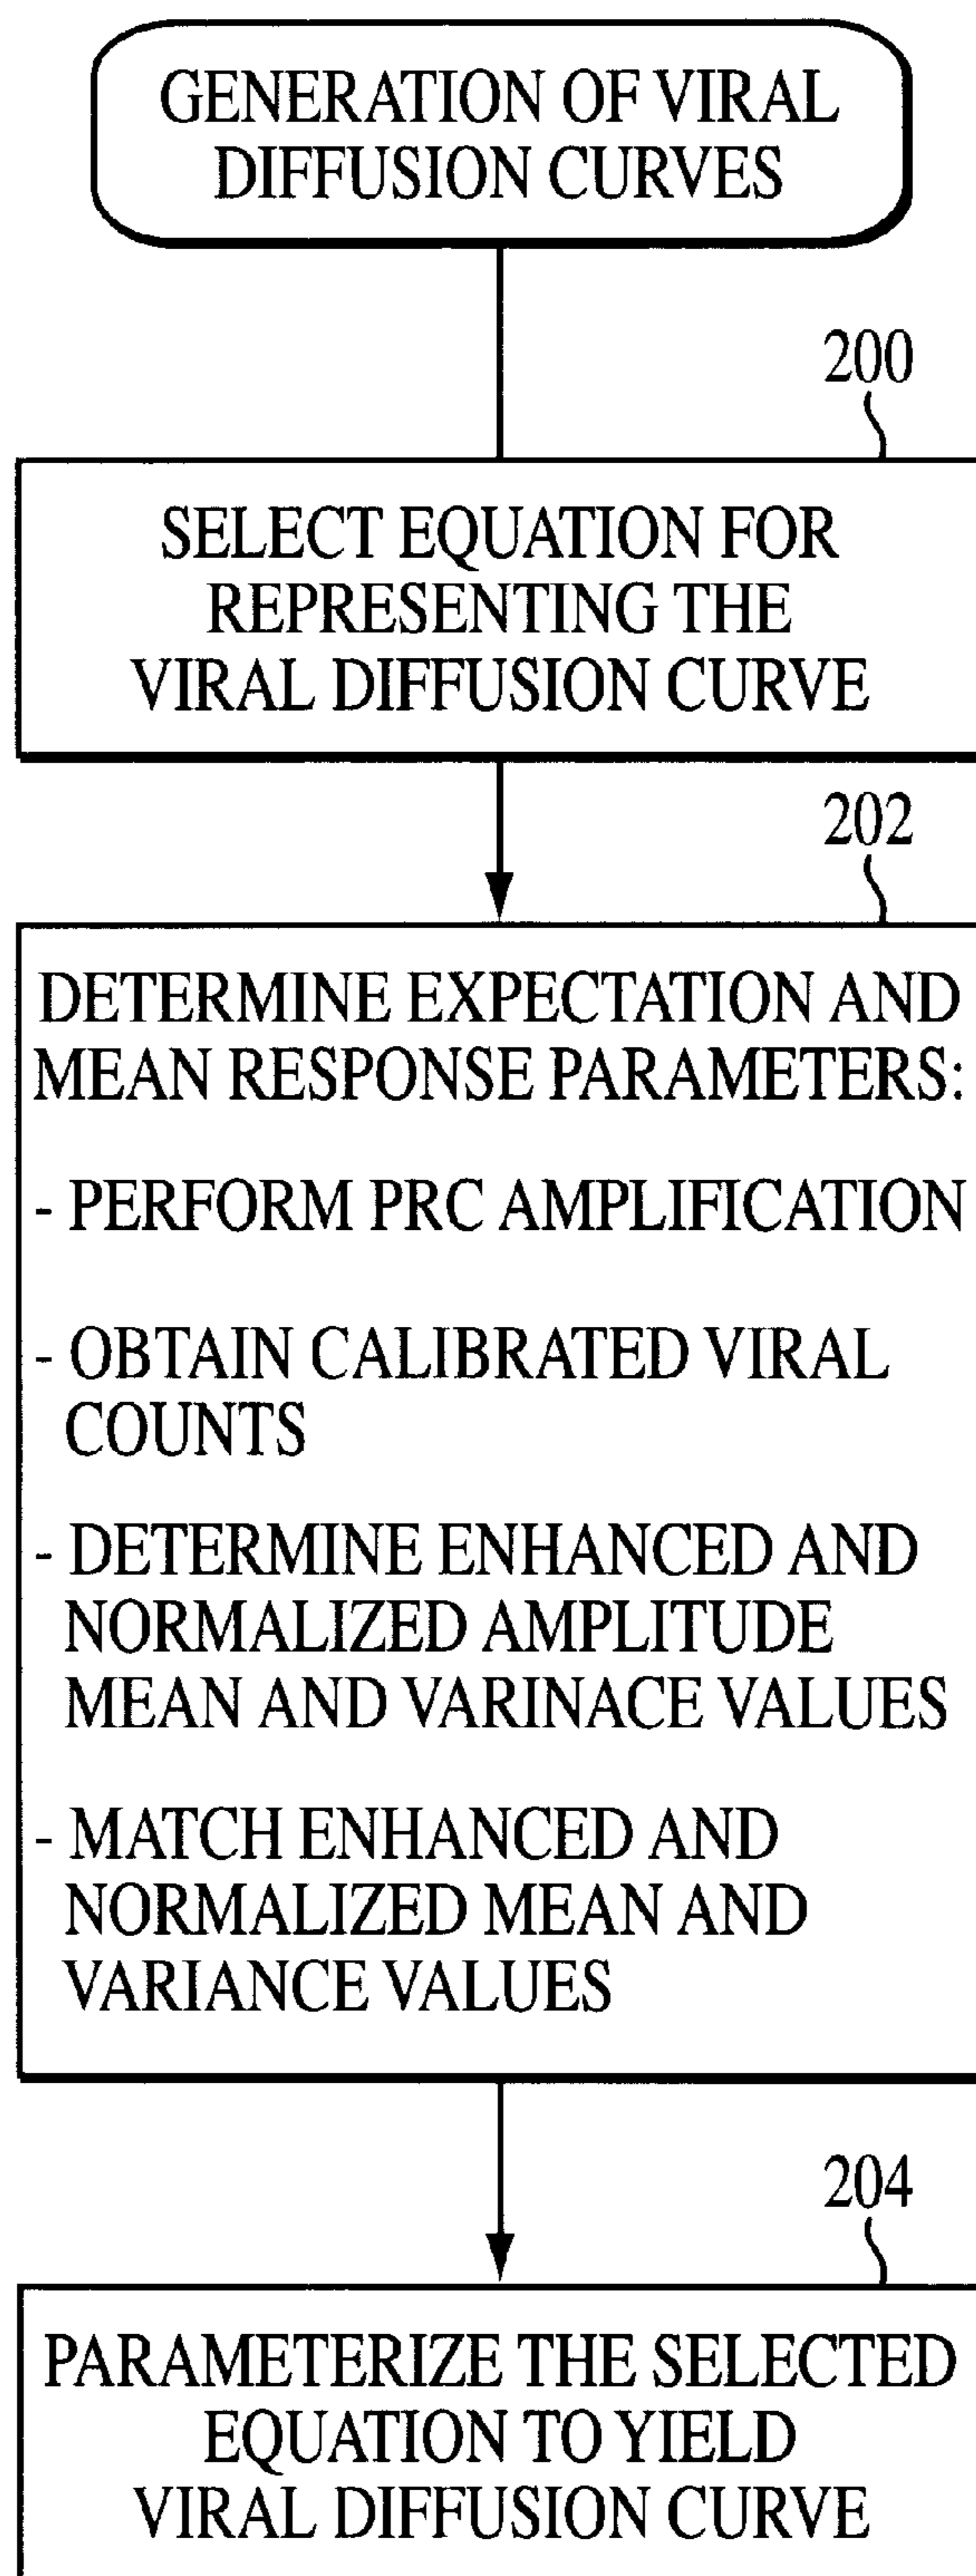 GENERATION OF VIRAL
DIFFUSION CURVES
200
SELECT EQUATION FOR
REPRESENTING THE
VIRAL DIFFUSION CURVE
202
DETERMINE EXPECTATION AND
MEAN RESPONSE PARAMETERS:
- PERFORM PRC AMPLIFICATION
- OBTAIN CALIBRATED VIRAL
COUNTS
- DETERMINE ENHANCED AND
NORMALIZED AMPLITUDE
MEAN AND VARINACE VALUES
- MATCH ENHANCED AND
NORMALIZED MEAN AND
VARIANCE VALUES
204
PARAMETERIZE THE SELECTED
EQUATION TO YIELD
VIRAL DIFFUSION CURVE